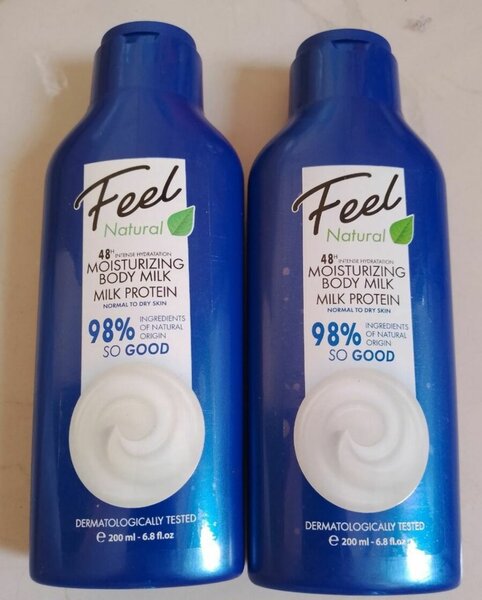 Feel
Natural
48H INTENSE HYDRATATION
MOISTURIZING
BODY MILK
MILK PROTEIN
NORMAL TO DRY SKIN
98% INGREDIENTS
OF NATURAL
ORIGIN
SO GOOD
DERMATOLOGICALLY TESTED
℮ 200 ml - 6.8 fl.oz
Feel
Natural
48H INTENSE HYDRATATION
MOISTURIZING
BODY MILK
MILK PROTEIN
NORMAL TO DRY SKIN
98% INGREDIENTS
OF NATURAL
ORIGIN
SO GOOD
DERMATOLOGICALLY TESTED
℮ 200 ml - 6.8 fl.oz